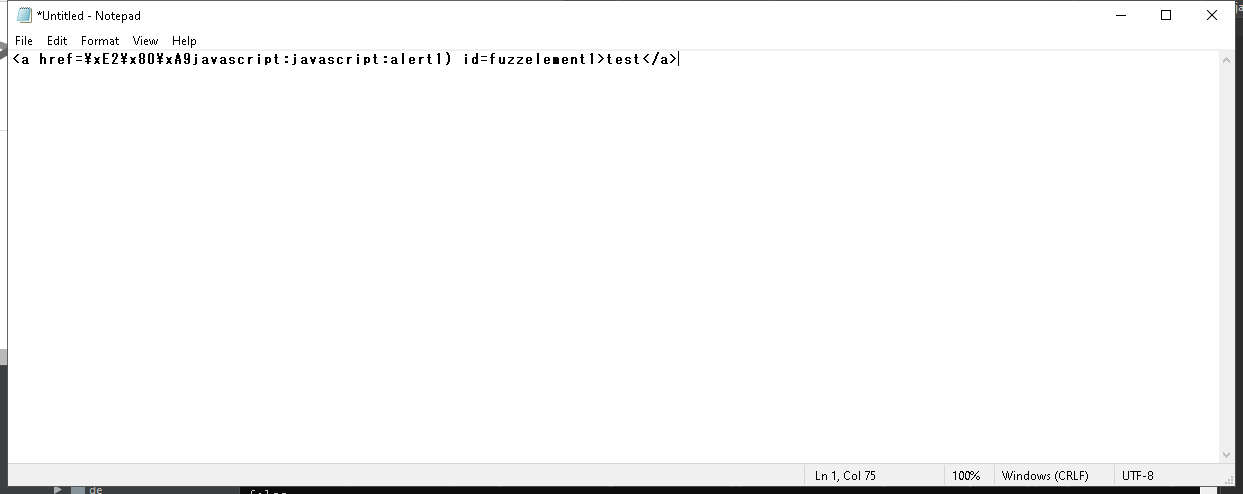 *Untitled - Notepad
File Edit Format View Help
<a href=¥xE2¥x80¥xA9javascript:javascript:alert1) id=fuzzelement1>test</a>
Ln 1, Col 75 100% Windows (CRLF) UTF-8
de